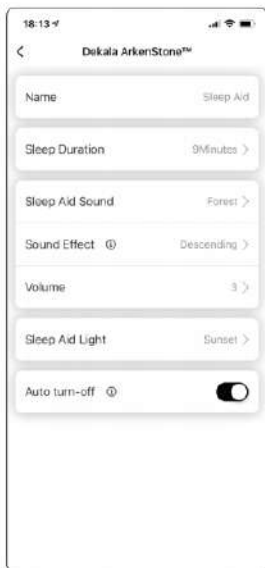 18:13
Dekala ArkenStone™
Name Sleep Aid
Sleep Duration 9Minutes >
Sleep Aid Sound Forest >
Sound Effect ⓘ Descending >
Volume 3 >
Sleep Aid Light Sunset >
Auto turn-off ⓘ